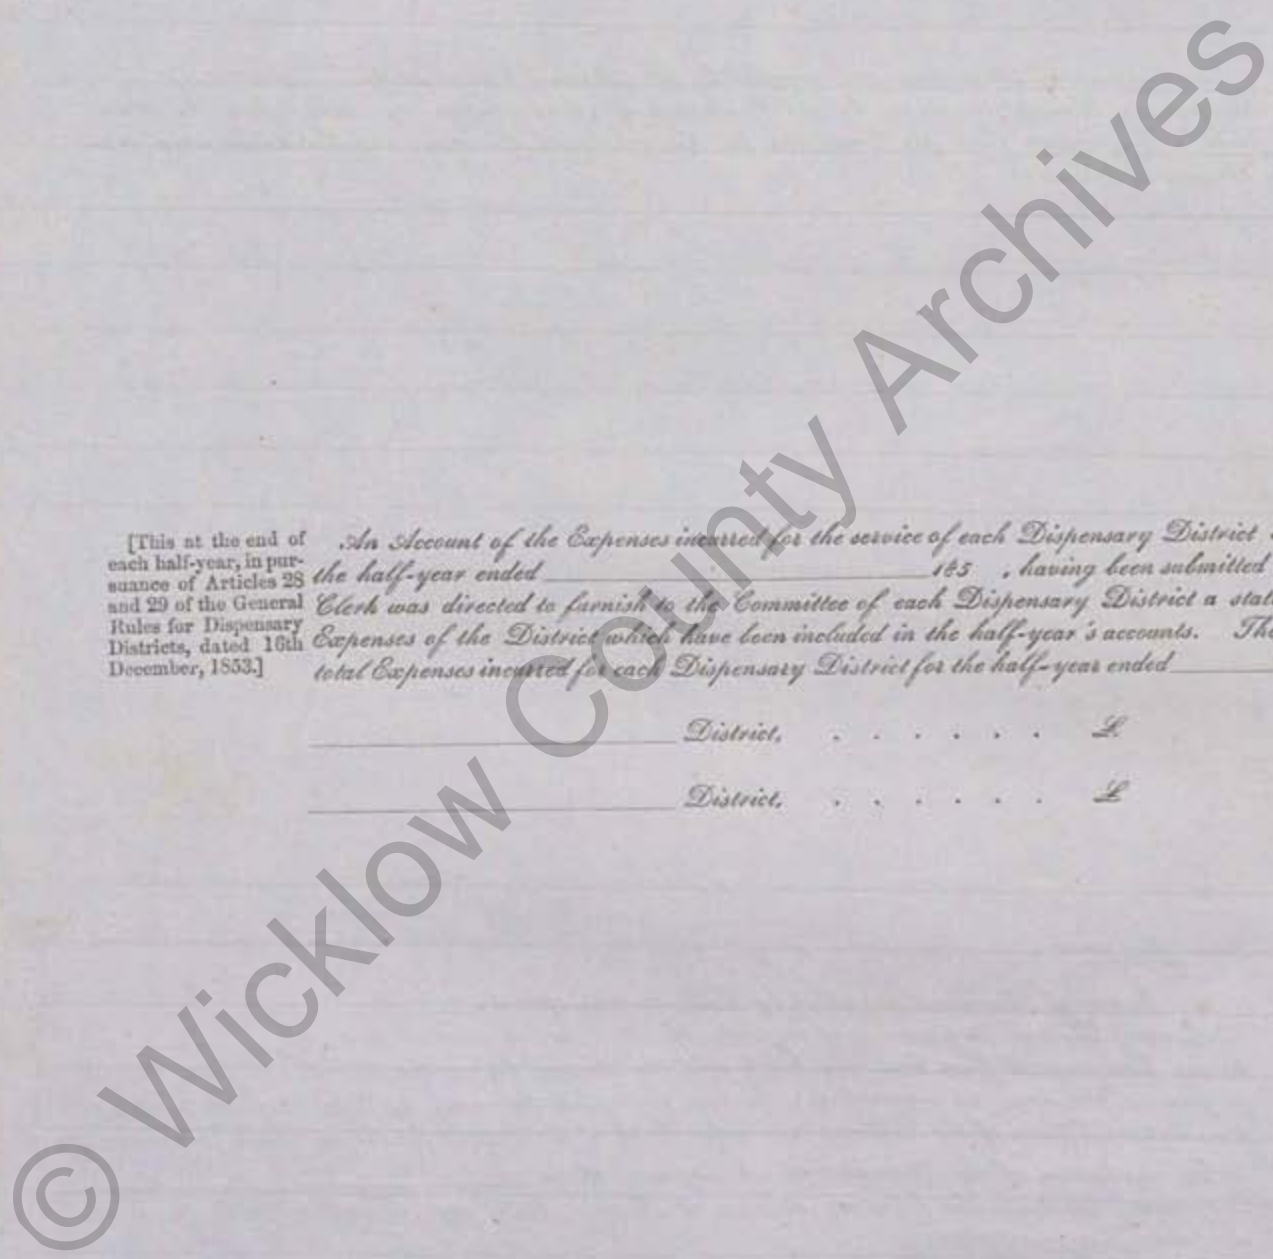 [This at the end of
each half-year, in pur-
suance of Articles 28
and 29 of the General
Rules for Dispensary
Districts, dated 16th
December, 1853.]
An Account of the Expenses incurred for the service of each Dispensary District
the half-year ended 185 , having been submitted
Clerk was directed to furnish to the Committee of each Dispensary District a stat
Expenses of the District which have been included in the half-year's accounts. The
total Expenses incurred for each Dispensary District for the half-year ended
District, . . . . . . £
District, . . . . . . £
© Wicklow County Archives